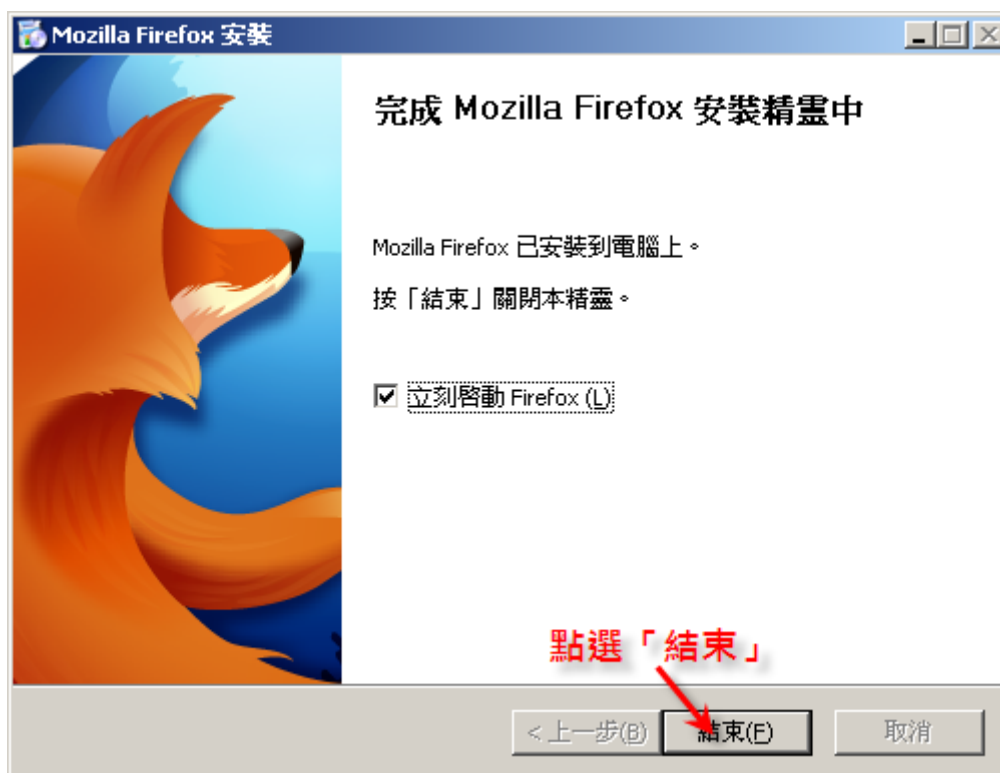 Mozilla Firefox 安裝
完成 Mozilla Firefox 安裝精靈中
Mozilla Firefox 已安裝到電腦上。
按「結束」關閉本精靈。
立刻啓動 Firefox (L)
點選「結束」
< 上一步(B)
結束(F)
取消